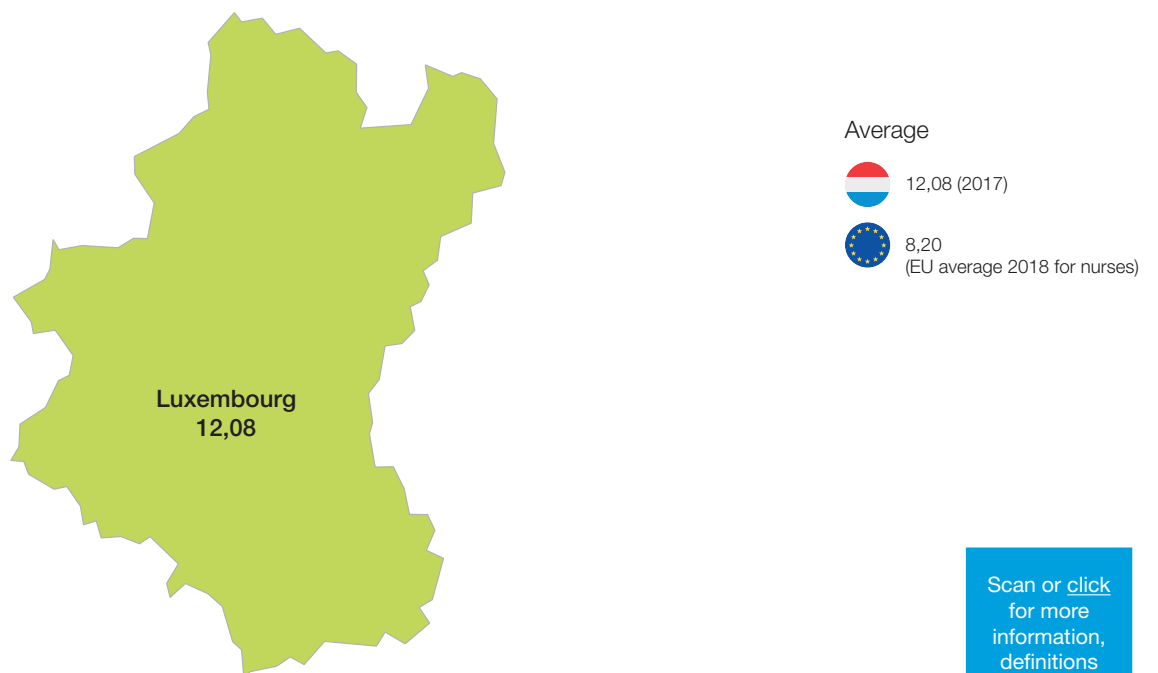 Average
12,08 (2017)
8,20
(EU average 2018 for nurses)
Luxembourg
12,08
Scan or click
for more
information,
definitions